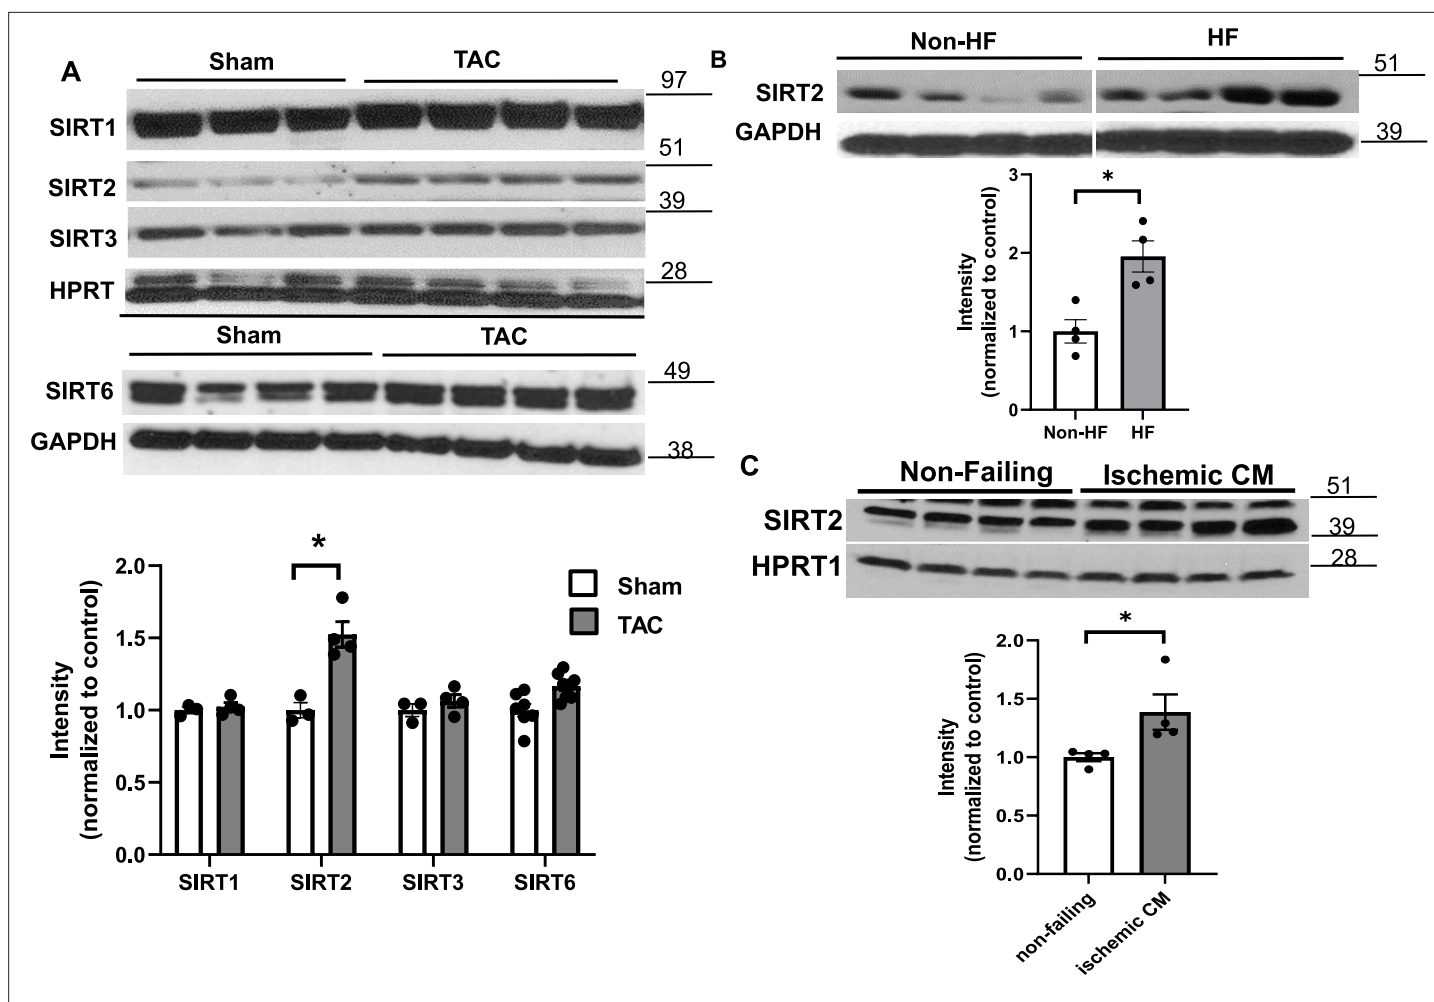 A
Sham TAC
97
SIRT1
51
SIRT2
39
SIRT3
28
HPRT
Sham TAC
49
SIRT6
GAPDH
38
2.0
1.5
1.0
0.5
0.0
Intensity
(normalized to control)
*
Sham
TAC
SIRT1 SIRT2 SIRT3 SIRT6
B
Non-HF HF
51
SIRT2
GAPDH
39
3
2
1
0
Intensity
(normalized to control)
*
Non-HF HF
C
Non-Failing Ischemic CM
51
SIRT2
39
HPRT1
28
2.0
1.5
1.0
0.5
0.0
Intensity
(normalized to control)
*
non-failing
ischemic CM